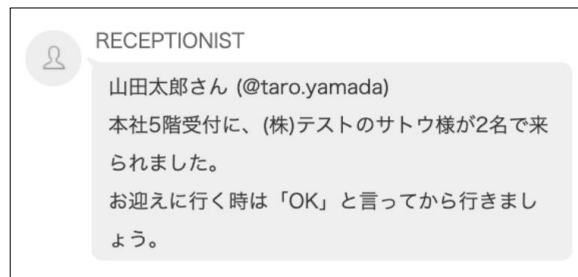 RECEPTIONIST
山田太郎さん (@taro.yamada)
本社5階受付に、(株)テストのサトウ様が2名で来
られました。
お迎えに行く時は「OK」と言ってから行きまし
ょう。